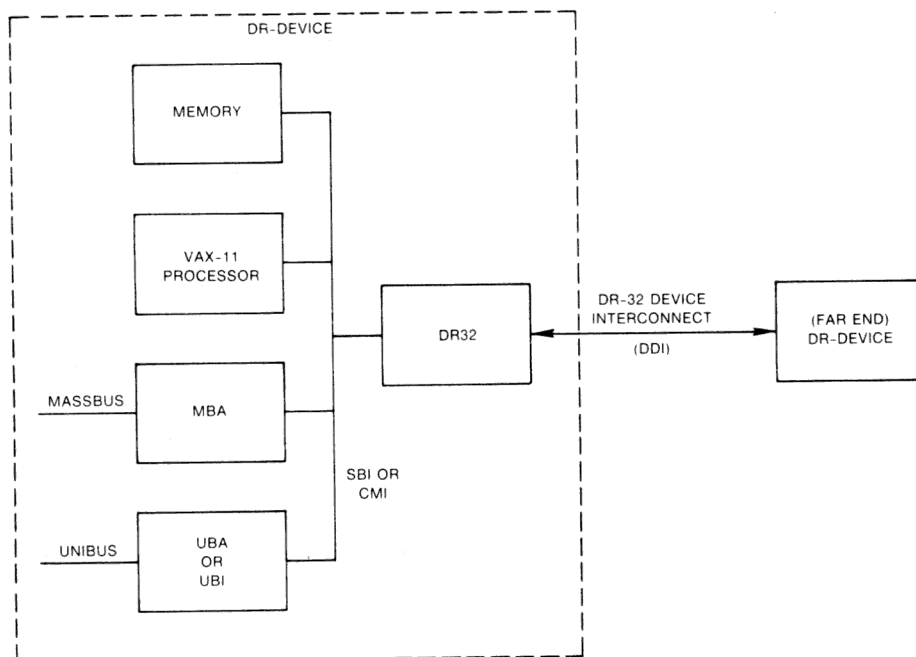 DR-DEVICE
MEMORY
VAX-11
PROCESSOR
DR32
DR-32 DEVICE
INTERCONNECT
(DDI)
(FAR END)
DR-DEVICE
MASSBUS
MBA
SBI OR
CMI
UNIBUS
UBA
OR
UBI